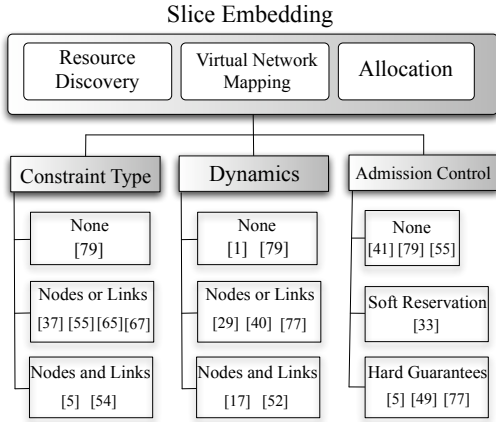 Slice Embedding
Resource
Discovery
Virtual Network
Mapping
Allocation
Constraint Type
None
[79]
Nodes or Links
[37] [55] [65] [67]
Nodes and Links
[5] [54]
Dynamics
None
[1] [79]
Nodes or Links
[29] [40] [77]
Nodes and Links
[17] [52]
Admission Control
None
[41] [79] [55]
Soft Reservation
[33]
Hard Guarantees
[5] [49] [77]